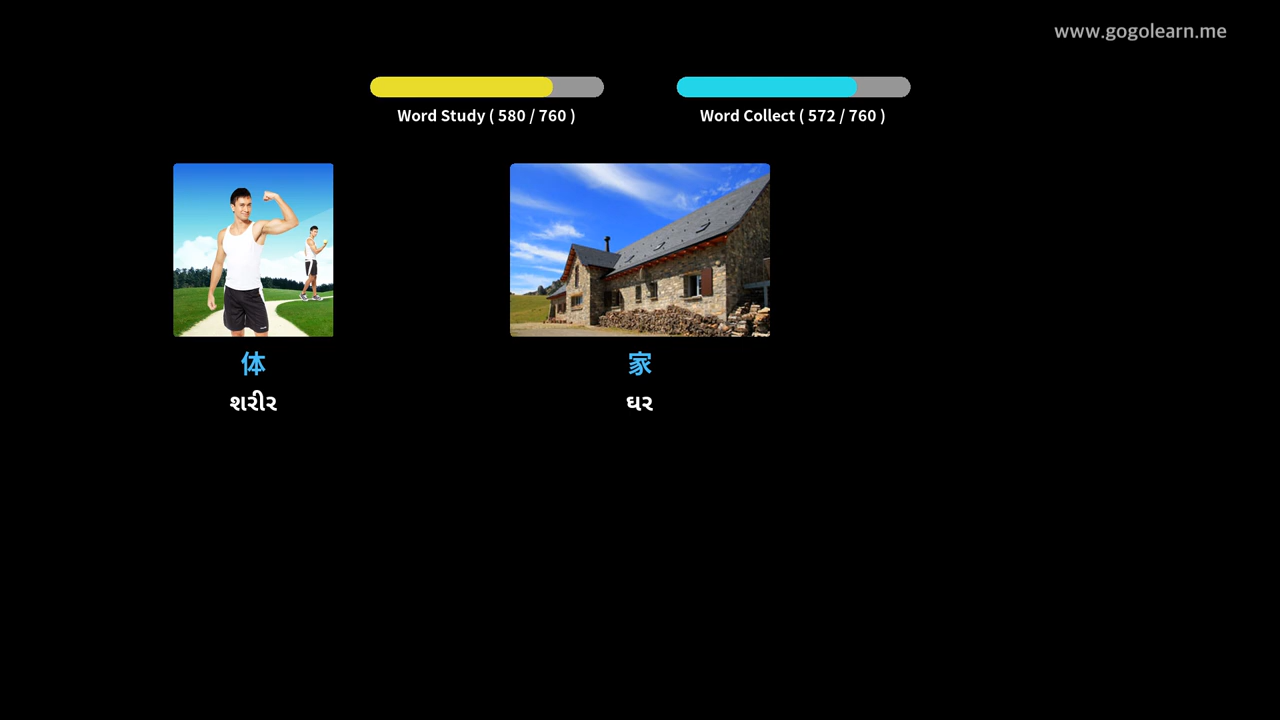 www.gogolearn.me
Word Study ( 580 / 760 )
Word Collect ( 572 / 760 )
体
શરીર
家
ઘર